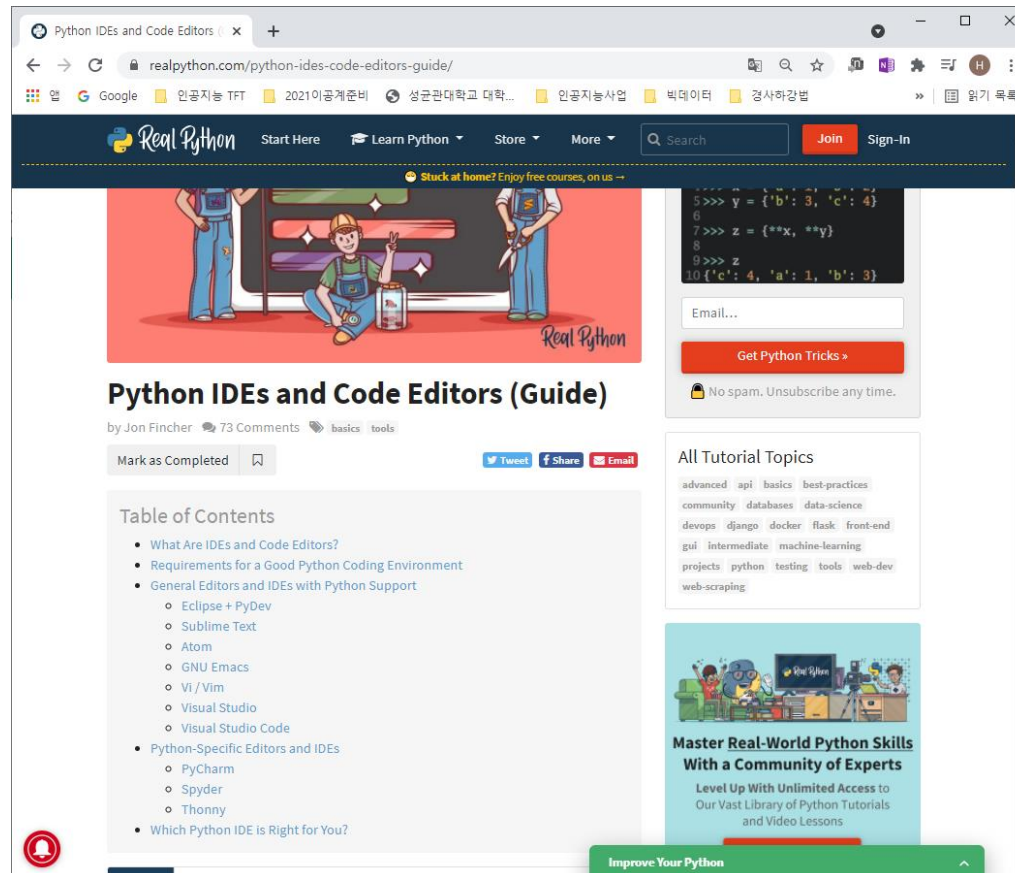 Python IDEs and Code Editors (
realpython.com/python-ides-code-editors-guide/
H
앱 Google 인공지능 TFT 2021이공계준비 성균관대학교 대학... 인공지능사업 빅데이터 경사하강법 » 읽기 목록
Real Python Start Here Learn Python Store More Search Join Sign-In
Stuck at home? Enjoy free courses, on us →
5 >>> y = {'b': 3, 'c': 4}
6
7 >>> z = {**x, **y}
8
9 >>> z
10 {'c': 4, 'a': 1, 'b': 3}
Real Python
Email...
Get Python Tricks »
No spam. Unsubscribe any time.
Python IDEs and Code Editors (Guide)
by Jon Fincher 73 Comments basics tools
Mark as Completed
Tweet Share Email
Table of Contents
What Are IDEs and Code Editors?
Requirements for a Good Python Coding Environment
General Editors and IDEs with Python Support
Eclipse + PyDev
Sublime Text
Atom
GNU Emacs
Vi / Vim
Visual Studio
Visual Studio Code
Python-Specific Editors and IDEs
PyCharm
Spyder
Thonny
Which Python IDE is Right for You?
All Tutorial Topics
advanced api basics best-practices
community databases data-science
devops django docker flask front-end
gui intermediate machine-learning
projects python testing tools web-dev
web-scraping
Real Python
Master Real-World Python Skills
With a Community of Experts
Level Up With Unlimited Access to
Our Vast Library of Python Tutorials
and Video Lessons
Improve Your Python